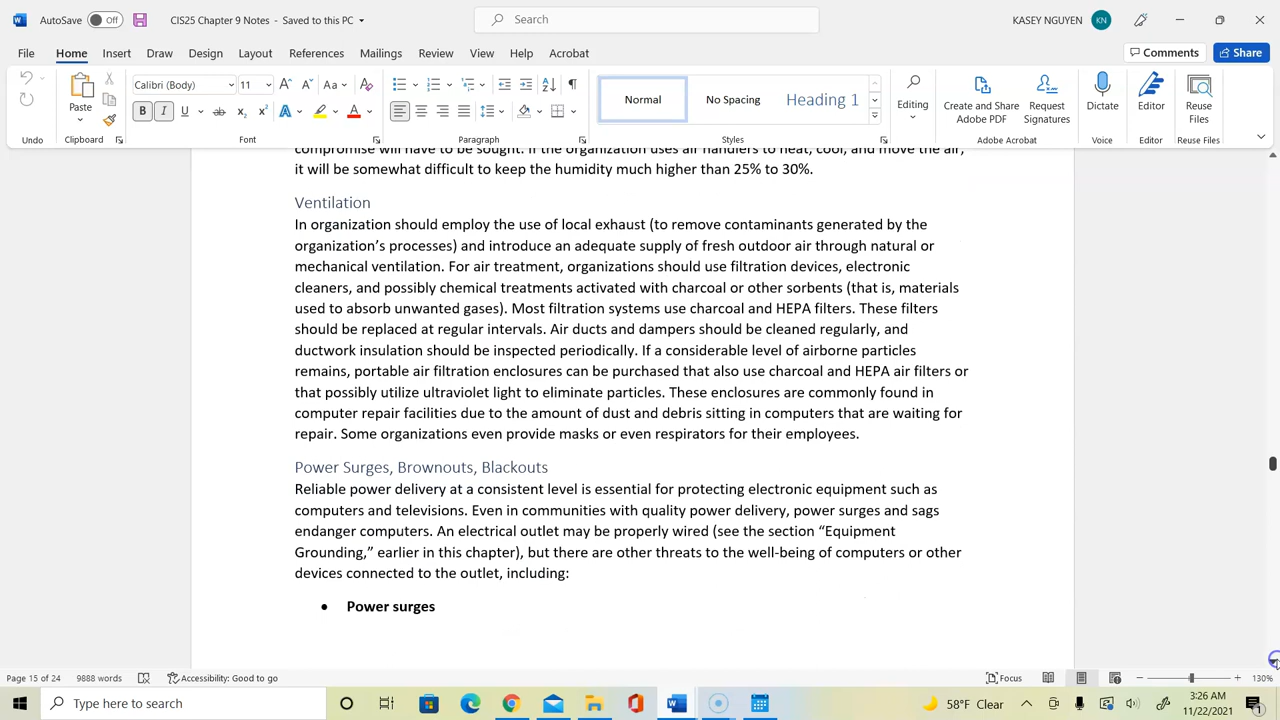 AutoSave Off CIS25 Chapter 9 Notes - Saved to this PC Search KASEY NGUYEN KN
File Home Insert Draw Design Layout References Mailings Review View Help Acrobat Comments Share
Paste Calibri (Body) 11 Aa Normal No Spacing Heading 1 Editing Create and Share Adobe PDF Request Signatures Dictate Editor Reuse Files
Undo Clipboard Font Paragraph Styles Adobe Acrobat Voice Editor Reuse Files
compromise will have to be sought. If the organization uses air handlers to heat, cool, and move the air,
it will be somewhat difficult to keep the humidity much higher than 25% to 30%.
Ventilation
In organization should employ the use of local exhaust (to remove contaminants generated by the
organization's processes) and introduce an adequate supply of fresh outdoor air through natural or
mechanical ventilation. For air treatment, organizations should use filtration devices, electronic
cleaners, and possibly chemical treatments activated with charcoal or other sorbents (that is, materials
used to absorb unwanted gases). Most filtration systems use charcoal and HEPA filters. These filters
should be replaced at regular intervals. Air ducts and dampers should be cleaned regularly, and
ductwork insulation should be inspected periodically. If a considerable level of airborne particles
remains, portable air filtration enclosures can be purchased that also use charcoal and HEPA air filters or
that possibly utilize ultraviolet light to eliminate particles. These enclosures are commonly found in
computer repair facilities due to the amount of dust and debris sitting in computers that are waiting for
repair. Some organizations even provide masks or even respirators for their employees.
Power Surges, Brownouts, Blackouts
Reliable power delivery at a consistent level is essential for protecting electronic equipment such as
computers and televisions. Even in communities with quality power delivery, power surges and sags
endanger computers. An electrical outlet may be properly wired (see the section “Equipment
Grounding,” earlier in this chapter), but there are other threats to the well-being of computers or other
devices connected to the outlet, including:
• Power surges
Page 15 of 24 9888 words Accessibility: Good to go Focus 130%
Type here to search 58°F Clear 3:26 AM
11/22/2021 1